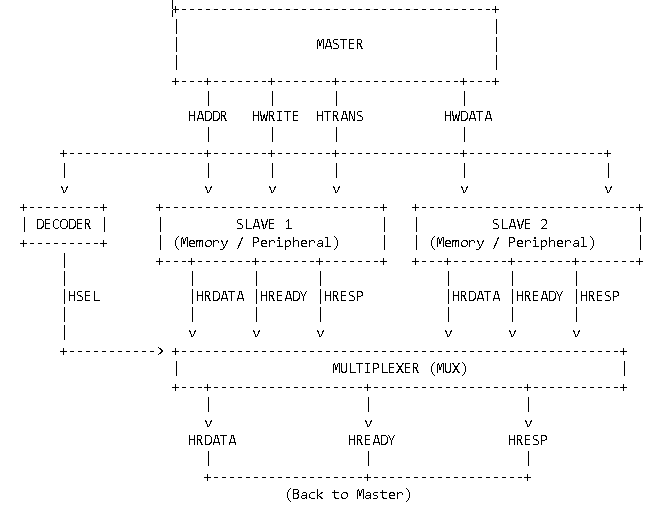 MASTER
HADDR HWRITE HTRANS HWDATA
DECODER SLAVE 1 SLAVE 2
(Memory / Peripheral) (Memory / Peripheral)
HSEL HRDATA HREADY HRESP HRDATA HREADY HRESP
MULTIPLEXER (MUX)
HRDATA HREADY HRESP
(Back to Master)